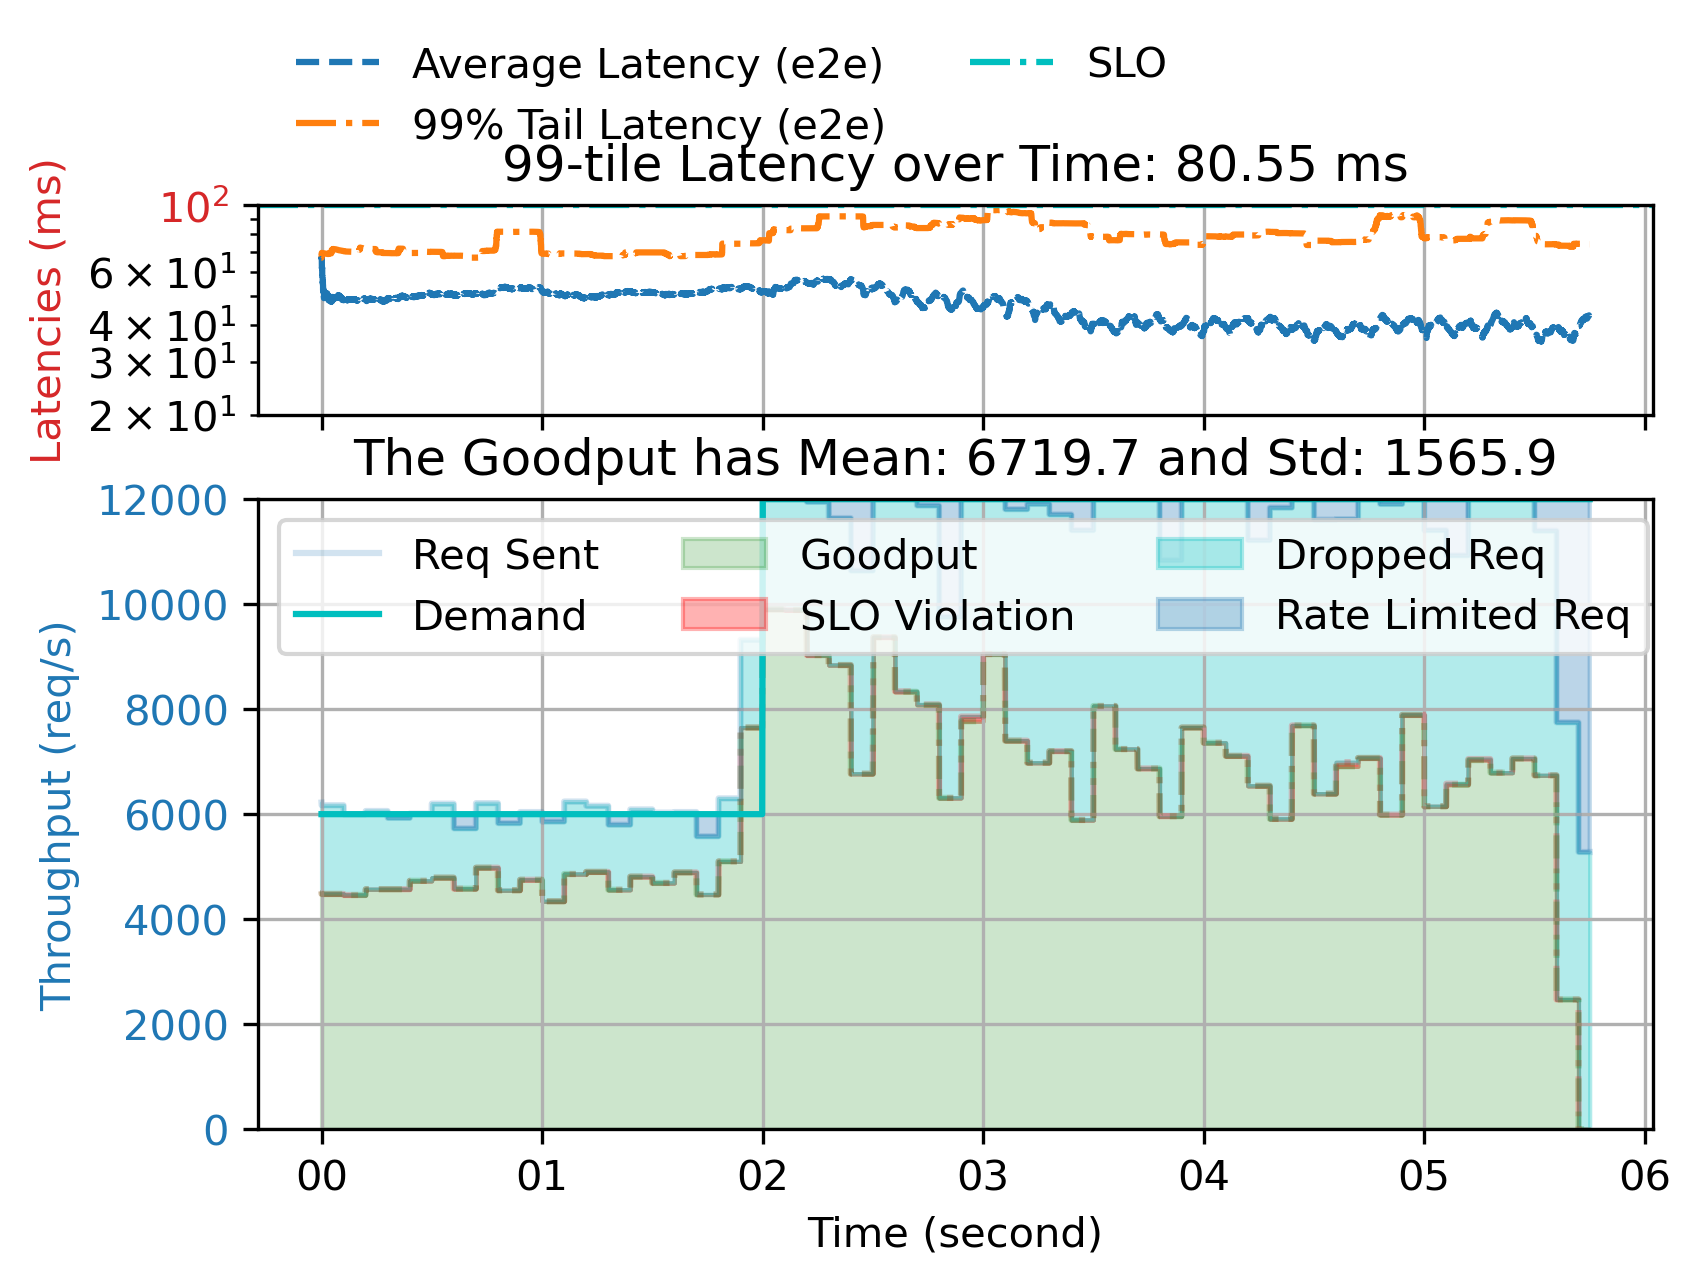 Average Latency (e2e)
SLO
99% Tail Latency (e2e)
99-tile Latency over Time: 80.55 ms
Latencies (ms)
10²
6 × 10¹
4 × 10¹
3 × 10¹
2 × 10¹
The Goodput has Mean: 6719.7 and Std: 1565.9
Throughput (req/s)
12000
10000
8000
6000
4000
2000
0
Req Sent
Goodput
Dropped Req
Demand
SLO Violation
Rate Limited Req
00 01 02 03 04 05 06
Time (second)